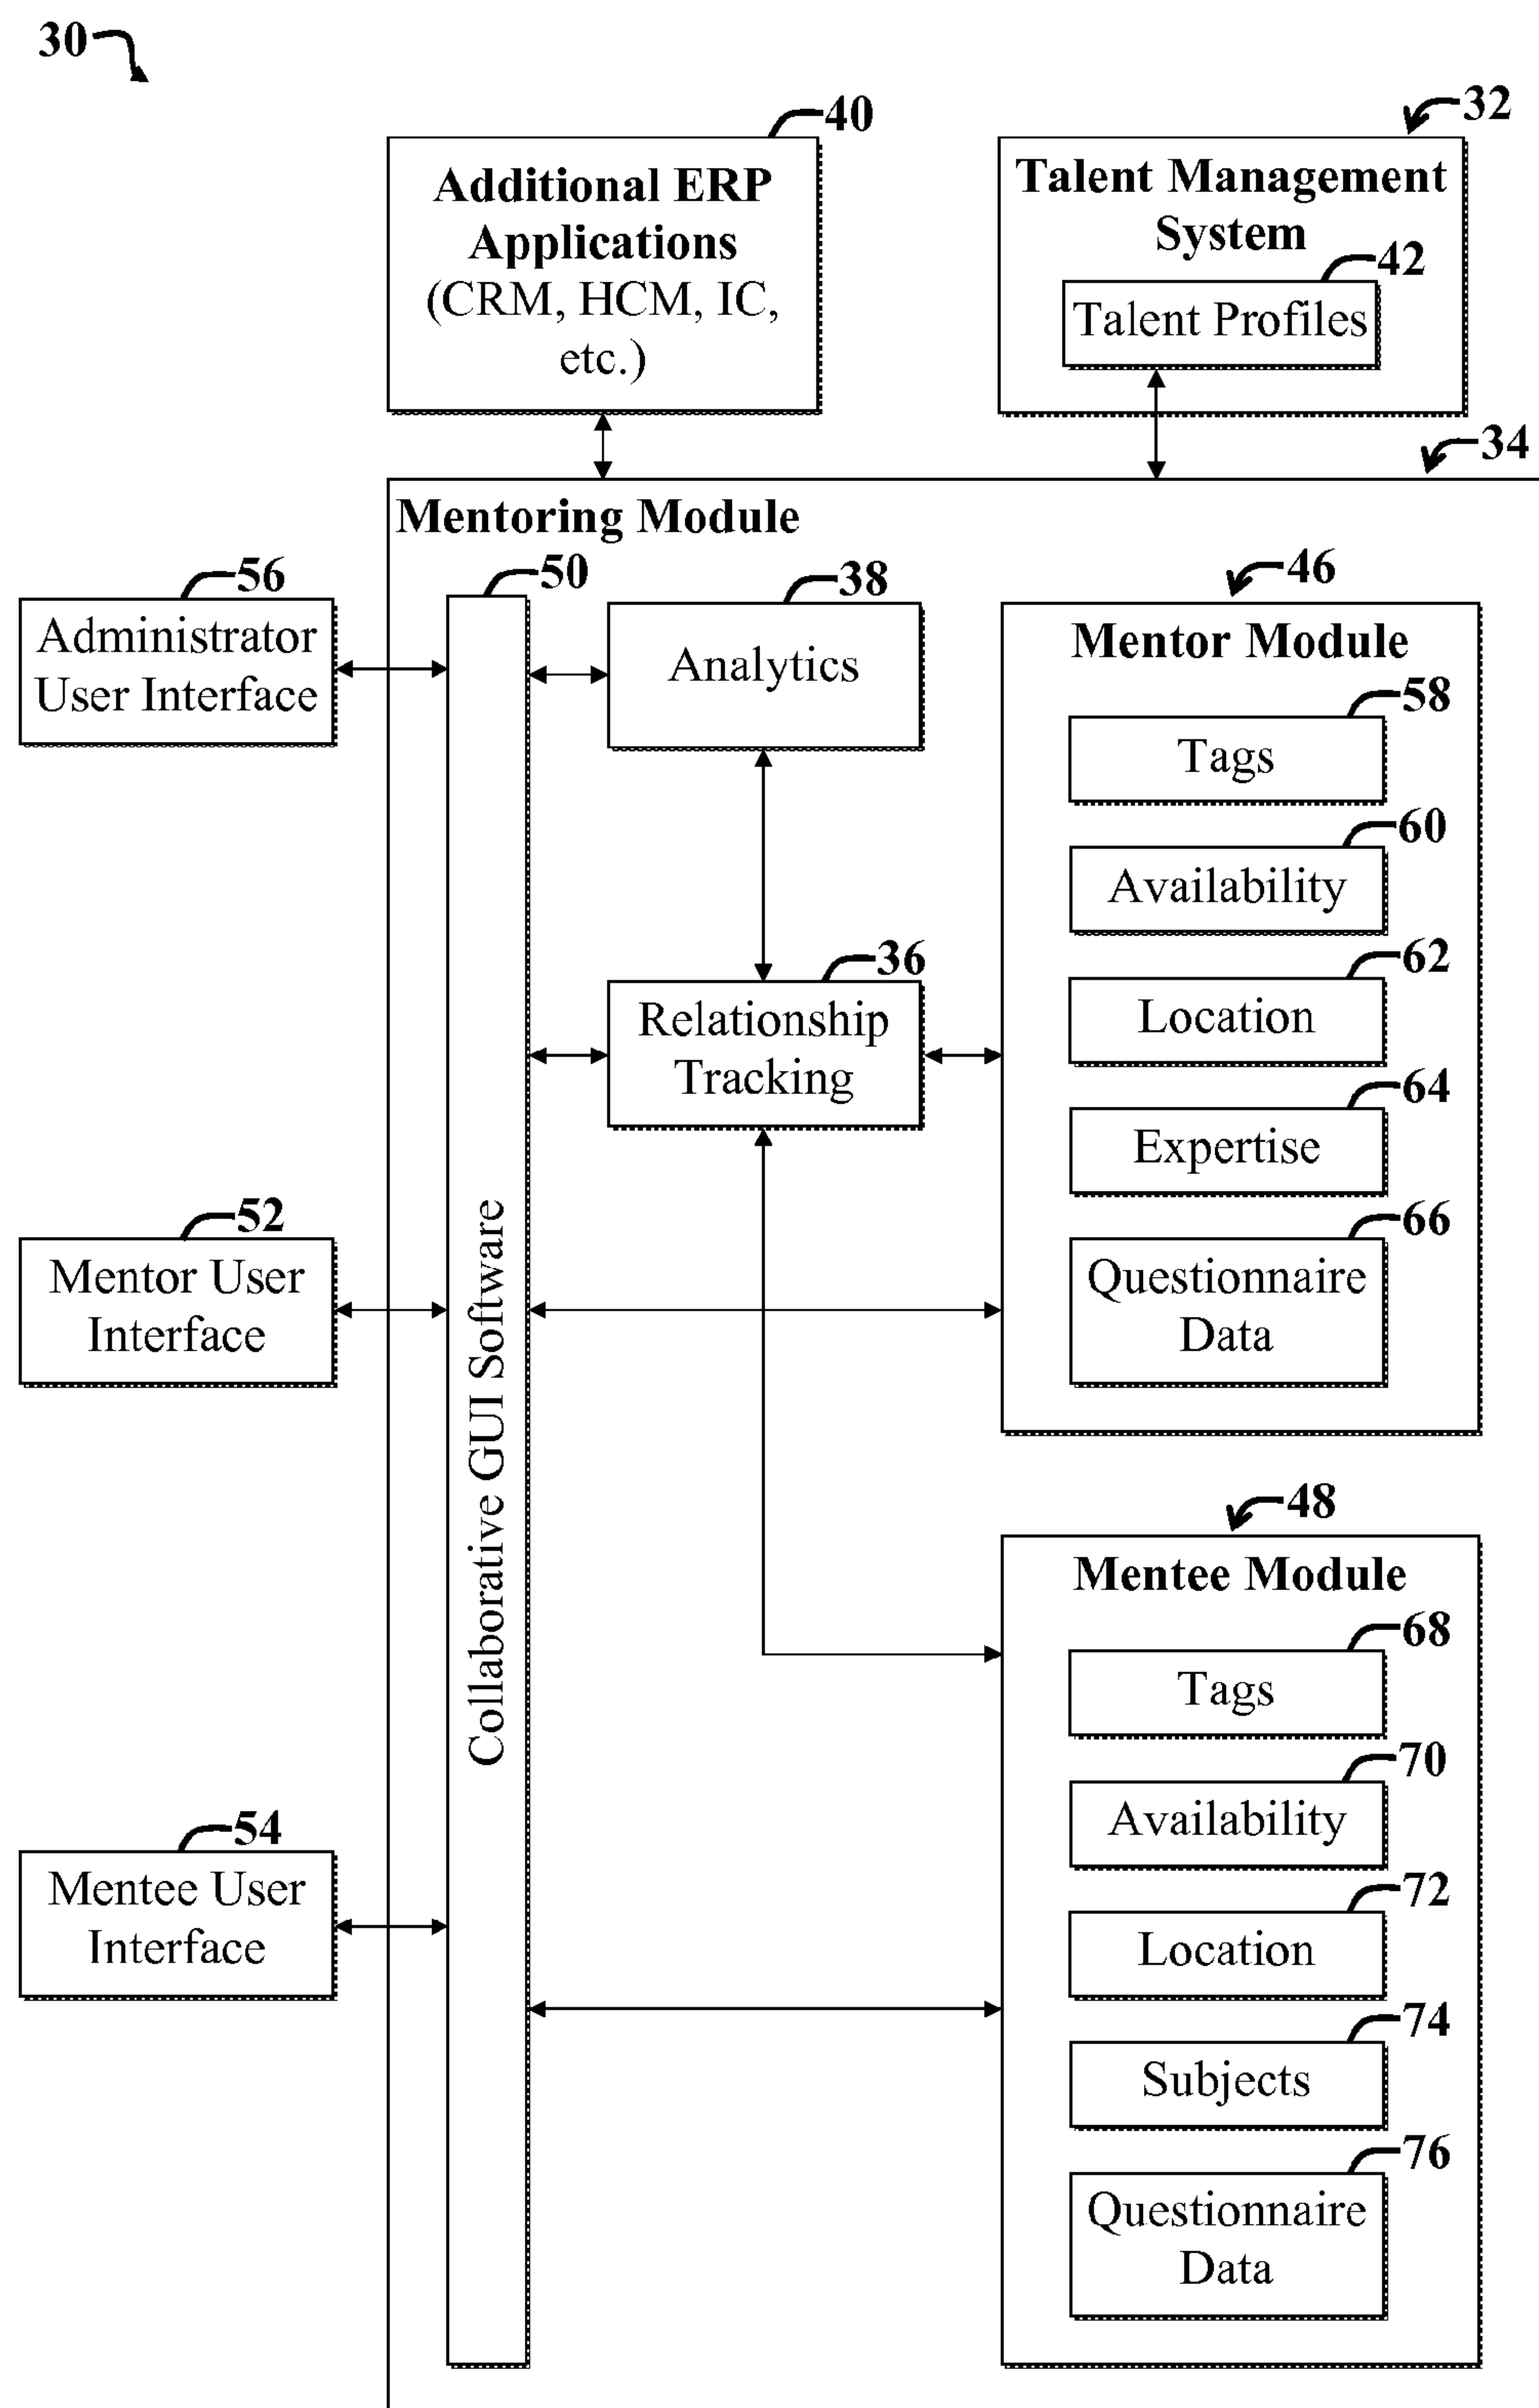 30
40
Additional ERP
Applications
(CRM, HCM, IC,
etc.)
32
Talent Management
System
42
Talent Profiles
34
Mentoring Module
56
Administrator
User Interface
50
Collaborative GUI Software
38
Analytics
36
Relationship
Tracking
46
Mentor Module
58
Tags
60
Availability
62
Location
64
Expertise
66
Questionnaire
Data
52
Mentor User
Interface
48
Mentee Module
68
Tags
70
Availability
72
Location
74
Subjects
76
Questionnaire
Data
54
Mentee User
Interface